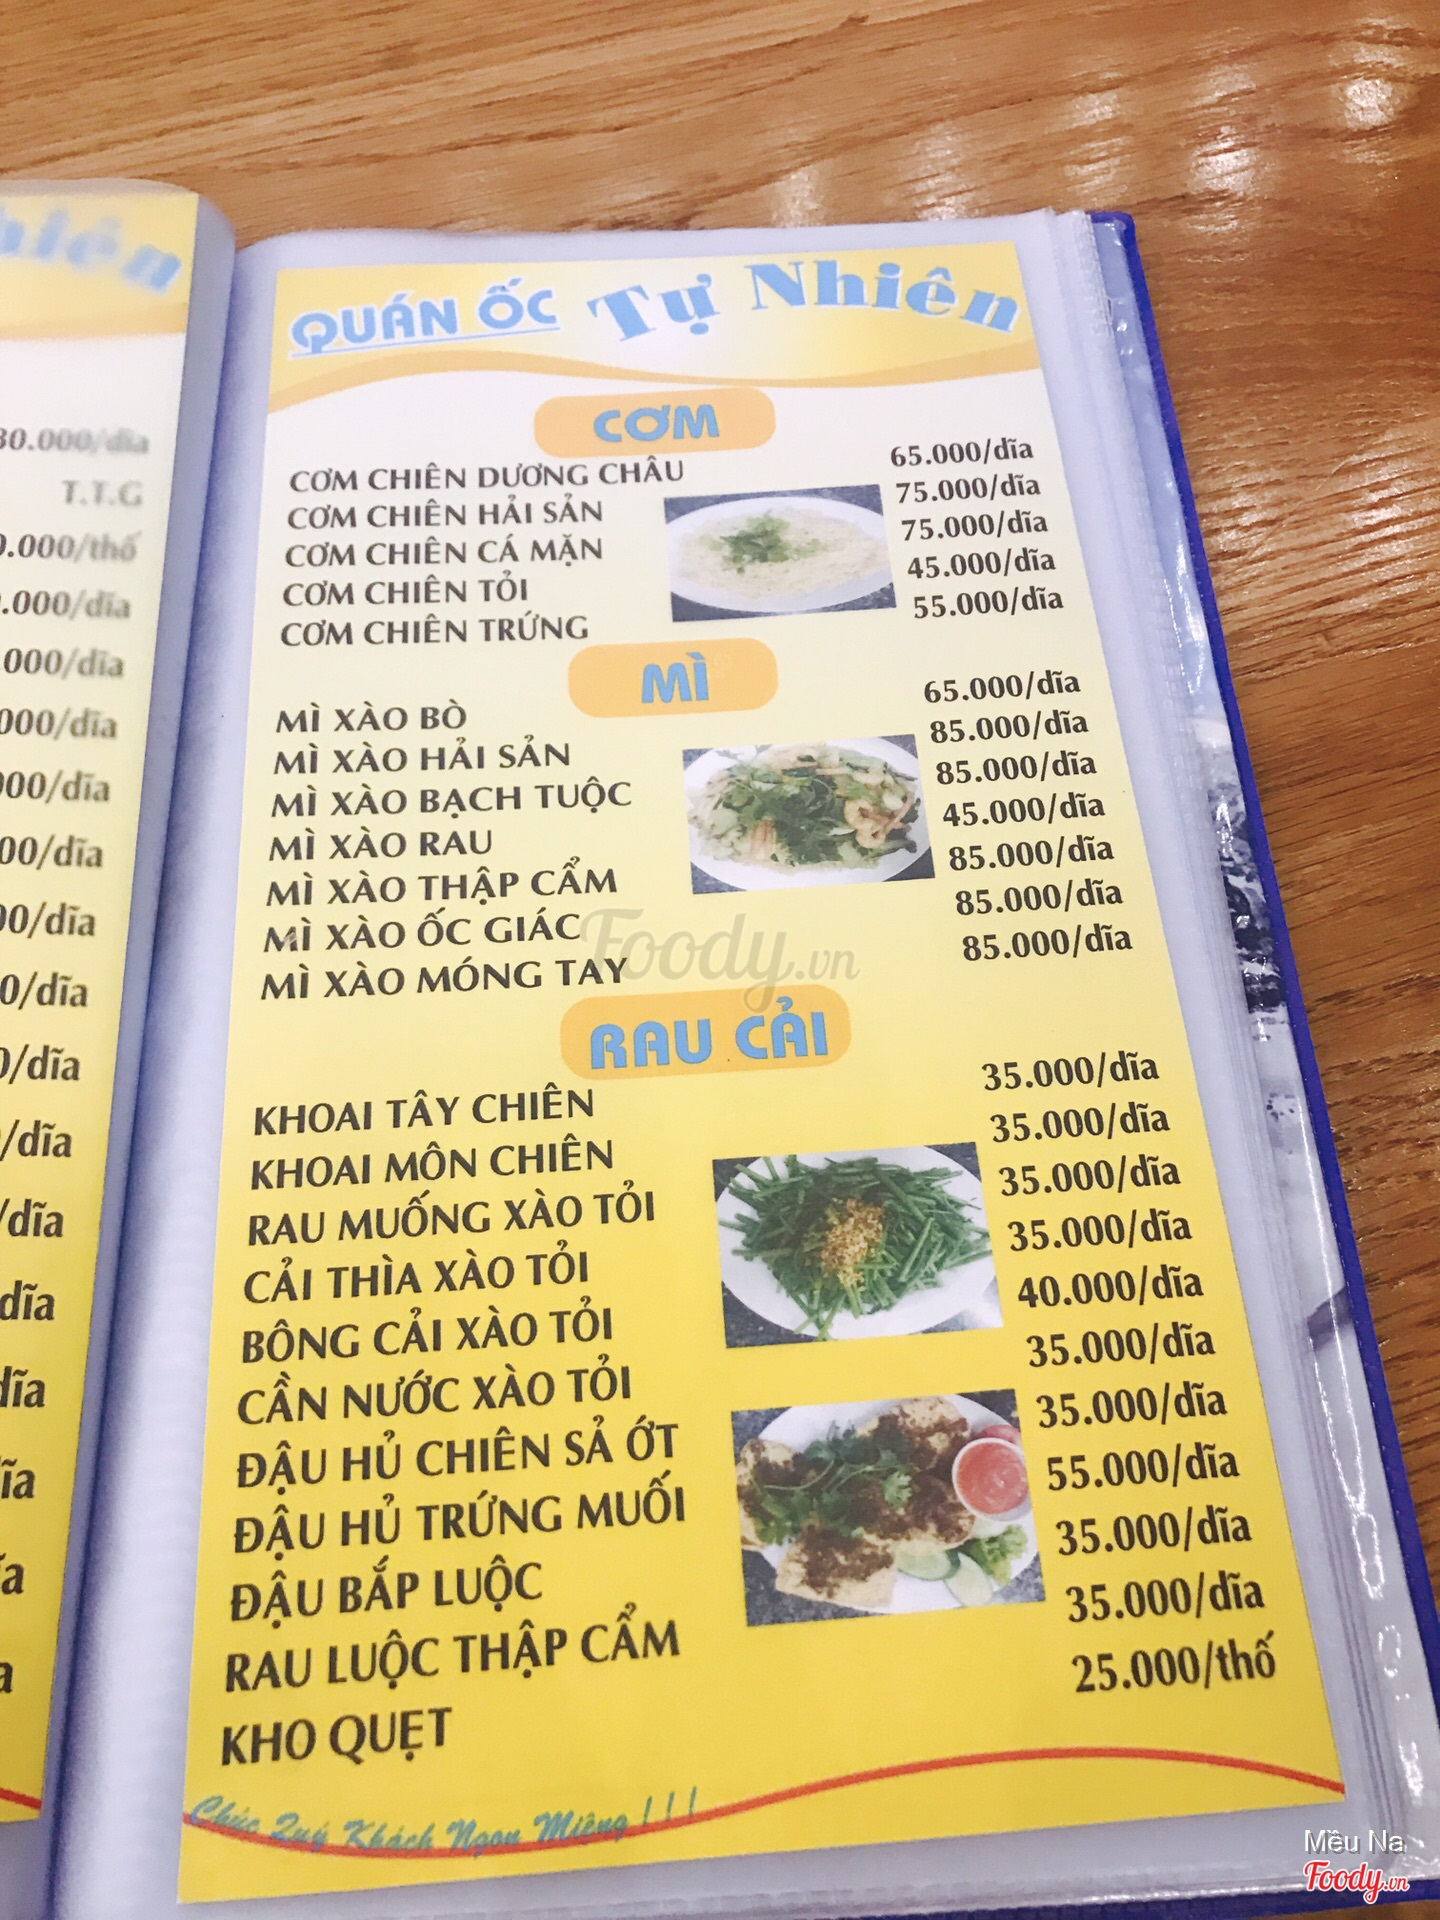 QUÁN ỐC Tự Nhiên
CƠM
CƠM CHIÊN DƯƠNG CHÂU 65.000/dĩa
CƠM CHIÊN HẢI SẢN 75.000/dĩa
CƠM CHIÊN CÁ MẶN 75.000/dĩa
CƠM CHIÊN TỎI 45.000/dĩa
CƠM CHIÊN TRỨNG 55.000/dĩa
MÌ
MÌ XÀO BÒ 65.000/dĩa
MÌ XÀO HẢI SẢN 85.000/dĩa
MÌ XÀO BẠCH TUỘC 85.000/dĩa
MÌ XÀO RAU 45.000/dĩa
MÌ XÀO THẬP CẨM 85.000/dĩa
MÌ XÀO ỐC GIÁC 85.000/dĩa
MÌ XÀO MÓNG TAY 85.000/dĩa
Foody.vn
RAU CẢI
KHOAI TÂY CHIÊN 35.000/dĩa
KHOAI MÔN CHIÊN 35.000/dĩa
RAU MUỐNG XÀO TỎI 35.000/dĩa
CẢI THÌA XÀO TỎI 35.000/dĩa
BÔNG CẢI XÀO TỎI 40.000/dĩa
CẦN NƯỚC XÀO TỎI 35.000/dĩa
ĐẬU HỦ CHIÊN SẢ ỚT 35.000/dĩa
ĐẬU HỦ TRỨNG MUỐI 55.000/dĩa
ĐẬU BẮP LUỘC 35.000/dĩa
RAU LUỘC THẬP CẨM 35.000/dĩa
KHO QUẸT 25.000/thố
Chúc Quý Khách Ngon Miệng ! ! !
Mều Na
Foody.vn
T.T.G